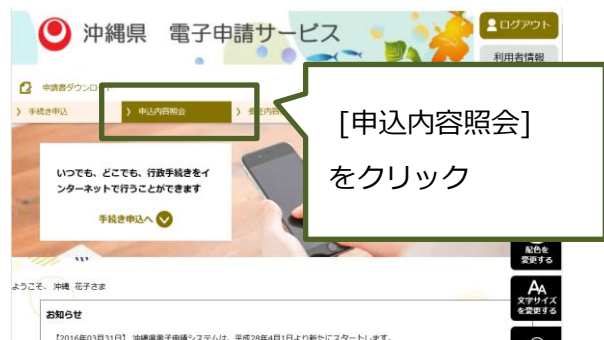 沖縄県 電子申請サービス
ログアウト
利用者情報
申請書ダウンロ
手続き申込
申込内容照会
[申込内容照会]
をクリック
いつでも、どこでも、行政手続きをイ
ンターネットで行うことができます
手続き申込へ
配色を
変更する
ようこそ、 沖縄 花子さま
AA
文字サイズ
を変更する
お知らせ
【2016年03月31日】 沖縄県電子申請システムは、平成28年4月1日より新たにスタートします。